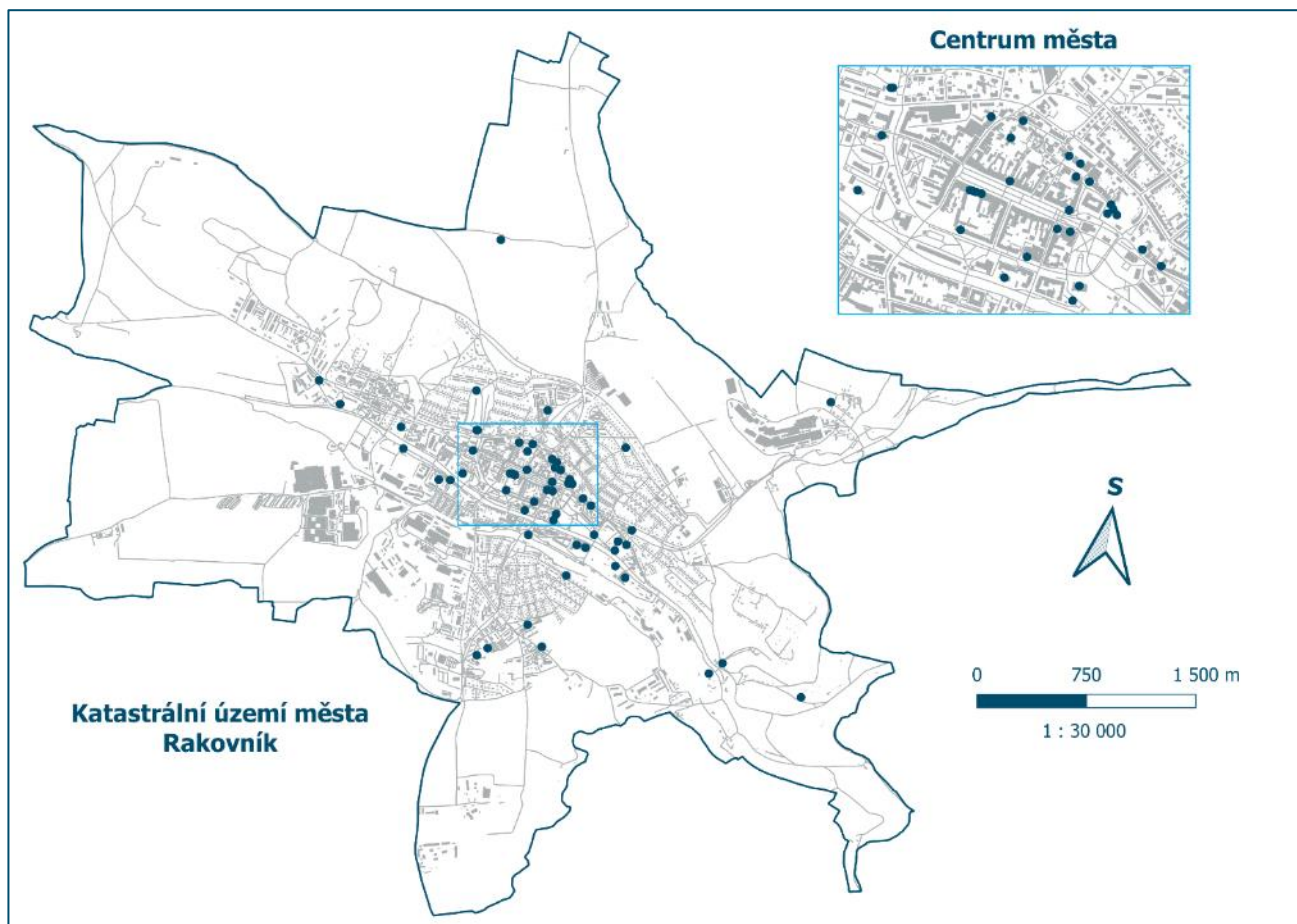 Centrum města
S
0 750 1 500 m
1 : 30 000
Katastrální území města
Rakovník